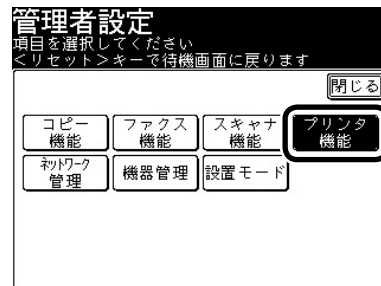 管理者設定
項目を選択してください
＜リセット＞キーで待機画面に戻ります
閉じる
コピー
機能
ファクス
機能
スキャナ
機能
プリンタ
機能
ネットワーク
管理
機器管理
設置モード